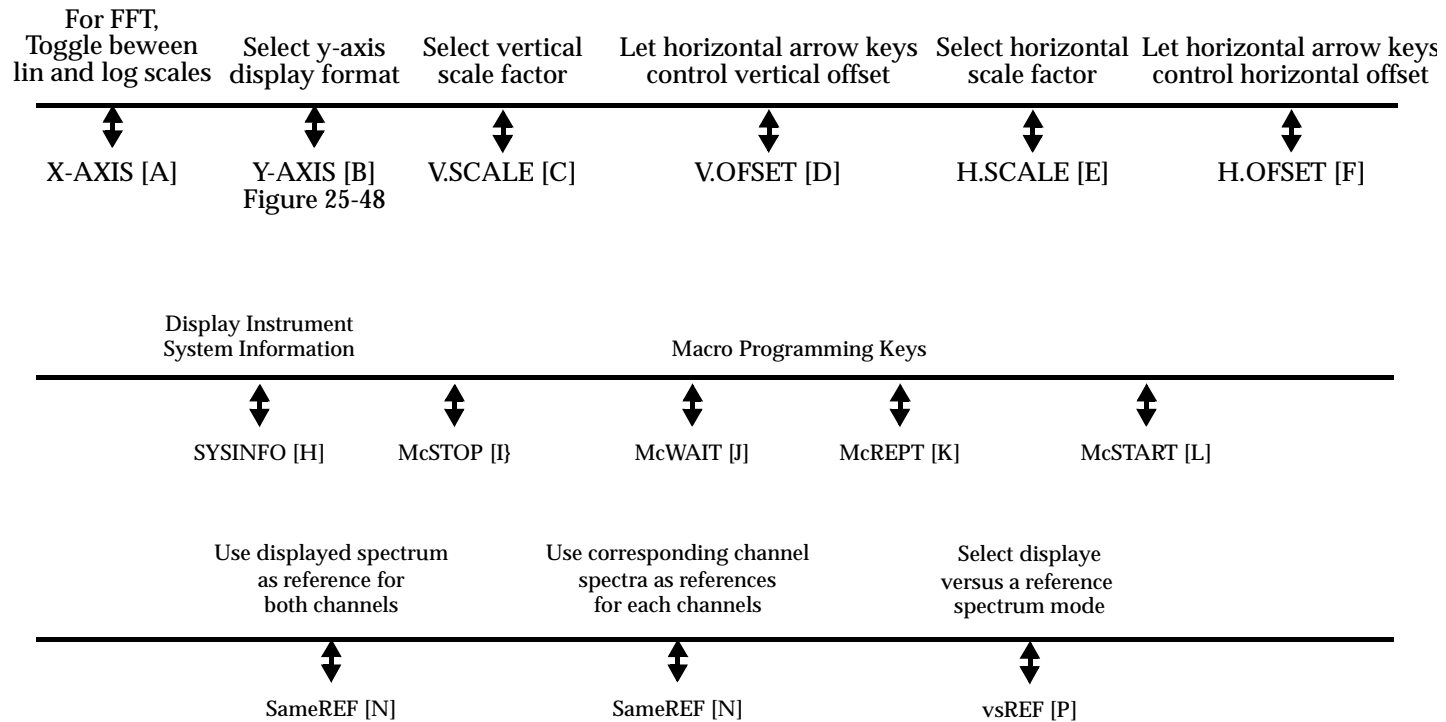 For FFT,
Toggle beween
lin and log scales
Select y-axis
display format
Select vertical
scale factor
Let horizontal arrow keys
control vertical offset
Select horizontal
scale factor
Let horizontal arrow keys
control horizontal offset
X-AXIS [A]
Y-AXIS [B]
Figure 25-48
V.SCALE [C]
V.OFSET [D]
H.SCALE [E]
H.OFSET [F]
Display Instrument
System Information
Macro Programming Keys
SYSINFO [H]
McSTOP [I}
McWAIT [J]
McREPT [K]
McSTART [L]
Use displayed spectrum
as reference for
both channels
Use corresponding channel
spectra as references
for each channels
Select displaye
versus a reference
spectrum mode
SameREF [N]
SameREF [N]
vsREF [P]